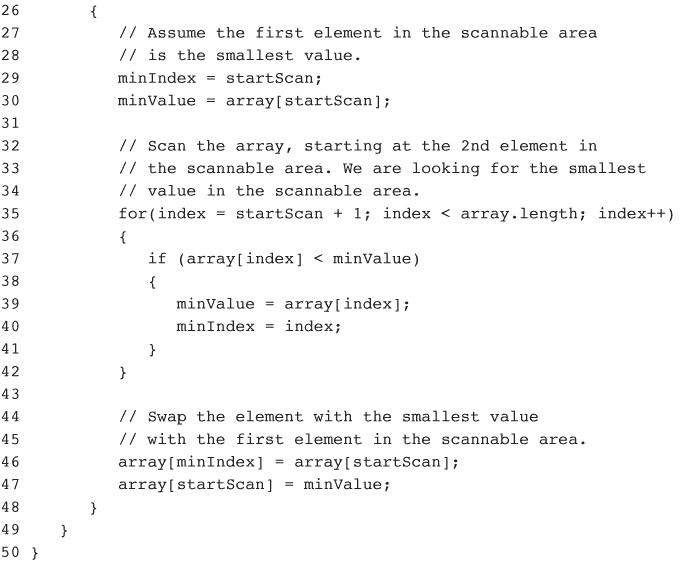 26 {
27 // Assume the first element in the scannable area
28 // is the smallest value.
29 minIndex = startScan;
30 minValue = array[startScan];
31
32 // Scan the array, starting at the 2nd element in
33 // the scannable area. We are looking for the smallest
34 // value in the scannable area.
35 for(index = startScan + 1; index < array.length; index++)
36 {
37 if (array[index] < minValue)
38 {
39 minValue = array[index];
40 minIndex = index;
41 }
42 }
43
44 // Swap the element with the smallest value
45 // with the first element in the scannable area.
46 array[minIndex] = array[startScan];
47 array[startScan] = minValue;
48 }
49 }
50 }